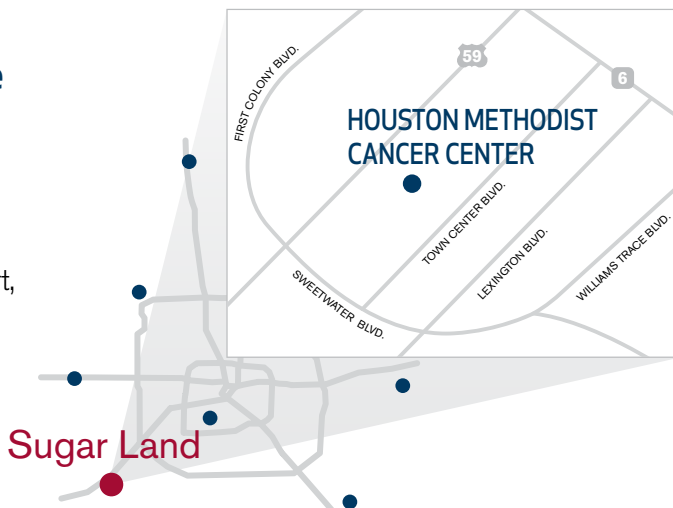 e
rt,
FIRST COLONY BLVD.
59
6
HOUSTON METHODIST
CANCER CENTER
TOWN CENTER BLVD.
LEXINGTON BLVD.
WILLIAMS TRACE BLVD.
SWEETWATER BLVD.
Sugar Land